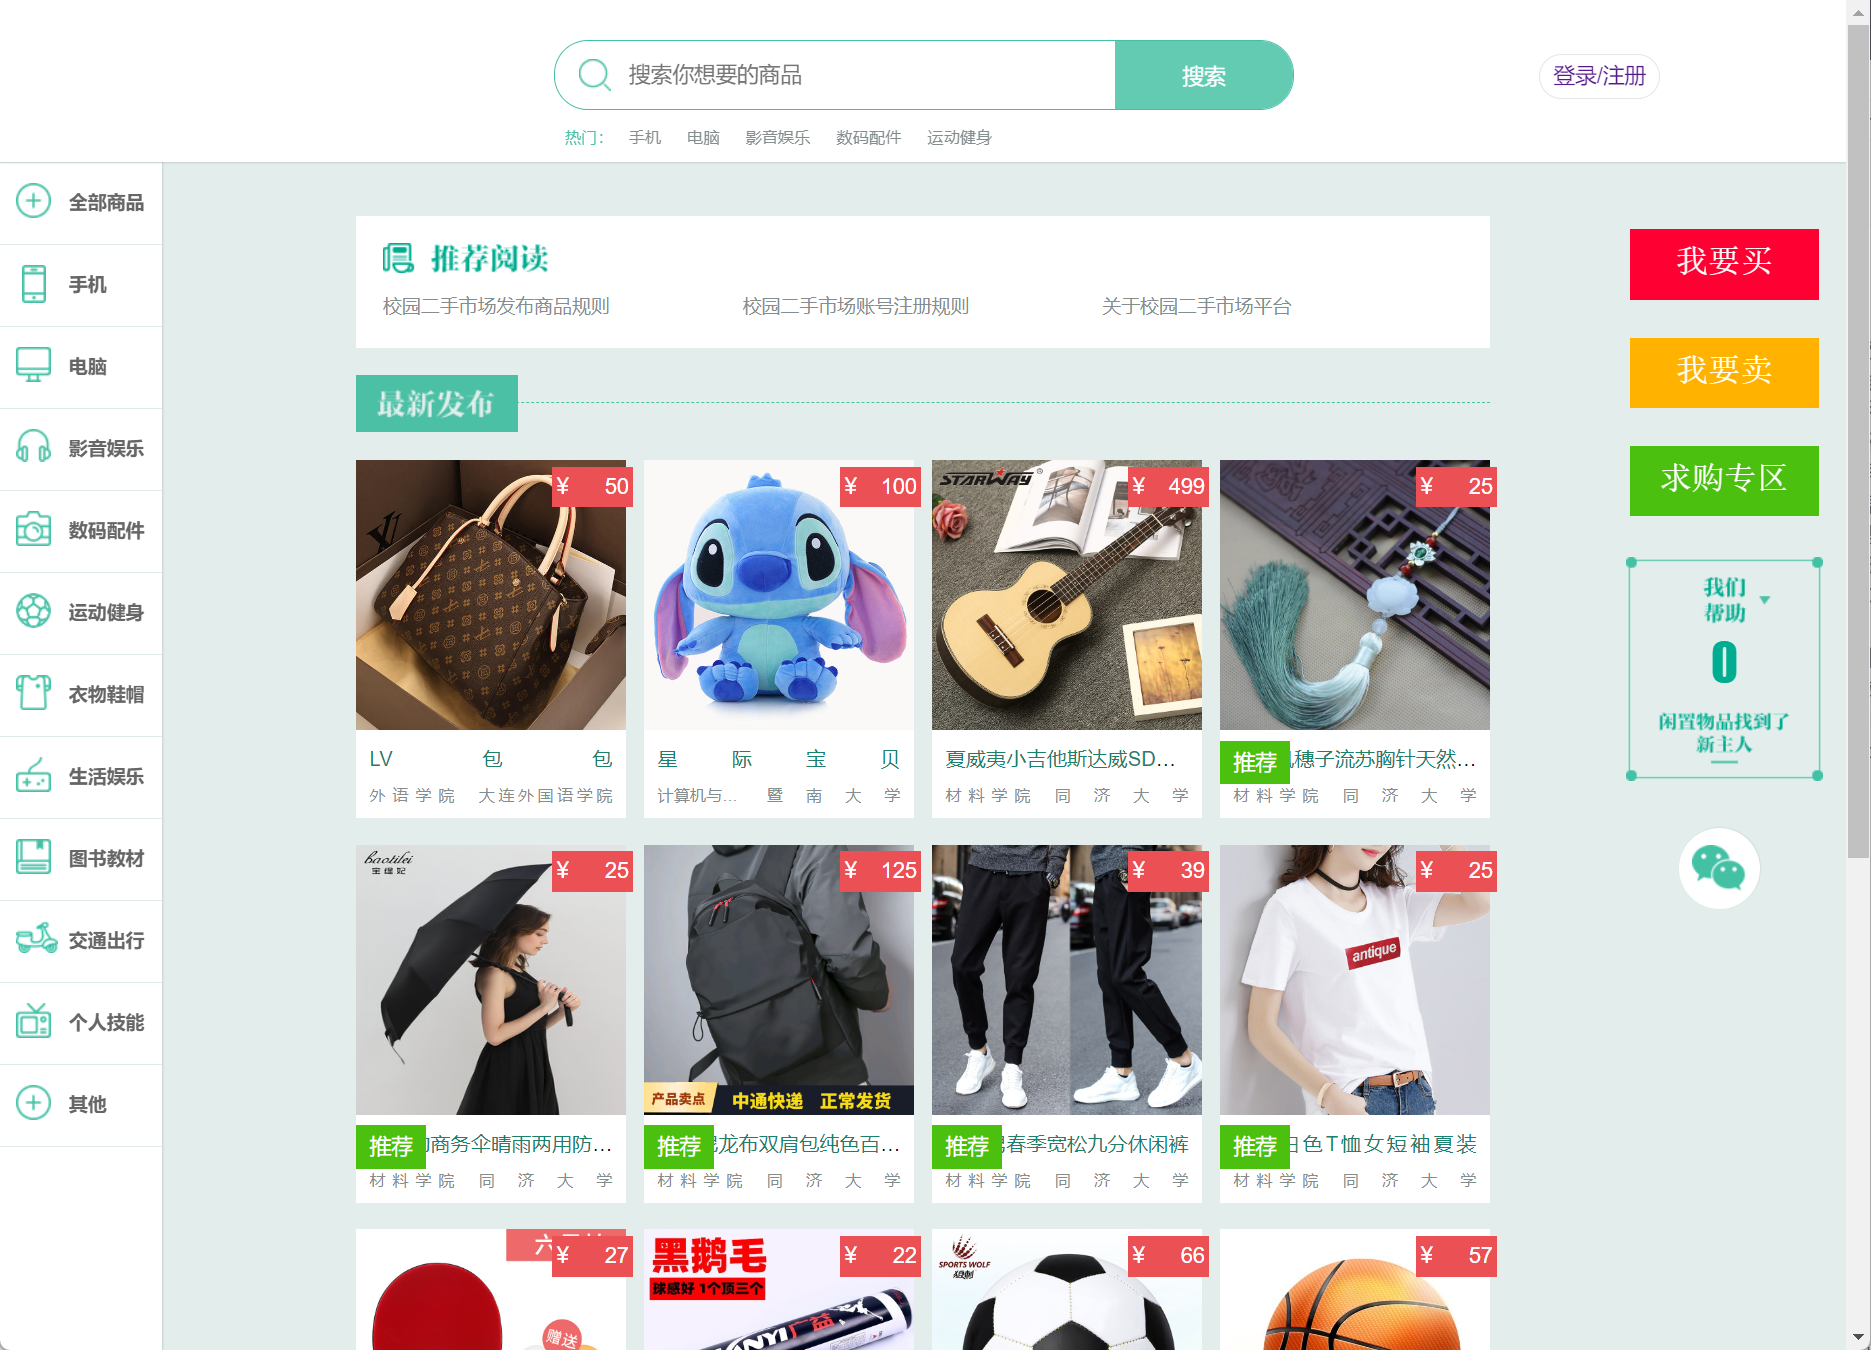 搜索你想要的商品
搜索
登录/注册
热门：
手机
电脑
影音娱乐
数码配件
运动健身
全部商品
手机
电脑
影音娱乐
数码配件
运动健身
衣物鞋帽
生活娱乐
图书教材
交通出行
个人技能
其他
推荐阅读
校园二手市场发布商品规则
校园二手市场账号注册规则
关于校园二手市场平台
最新发布
¥ 50
LV 包 包
外语学院 大连外国语学院
¥ 100
星 际 宝 贝
计算机与... 暨南大学
STARWAY
¥ 499
夏威夷小吉他斯达威SD...
材料学院 同济大学
¥ 25
推荐
穗子流苏胸针天然...
材料学院 同济大学
baotifei
宝缇妃
¥ 25
推荐
商务伞晴雨两用防...
材料学院 同济大学
¥ 125
产品卖点 中通快递 正常发货
推荐
龙布双肩包纯色百...
材料学院 同济大学
¥ 39
推荐
春季宽松九分休闲裤
材料学院 同济大学
¥ 25
antique
推荐
白色T恤女短袖夏装
材料学院 同济大学
¥ 27
赠送
¥ 22
黑鹅毛
球感好 1个顶三个
广益
¥ 66
SPORTS WOLF
¥ 57
我要买
我要卖
求购专区
我们
帮助
0
闲置物品找到了
新主人